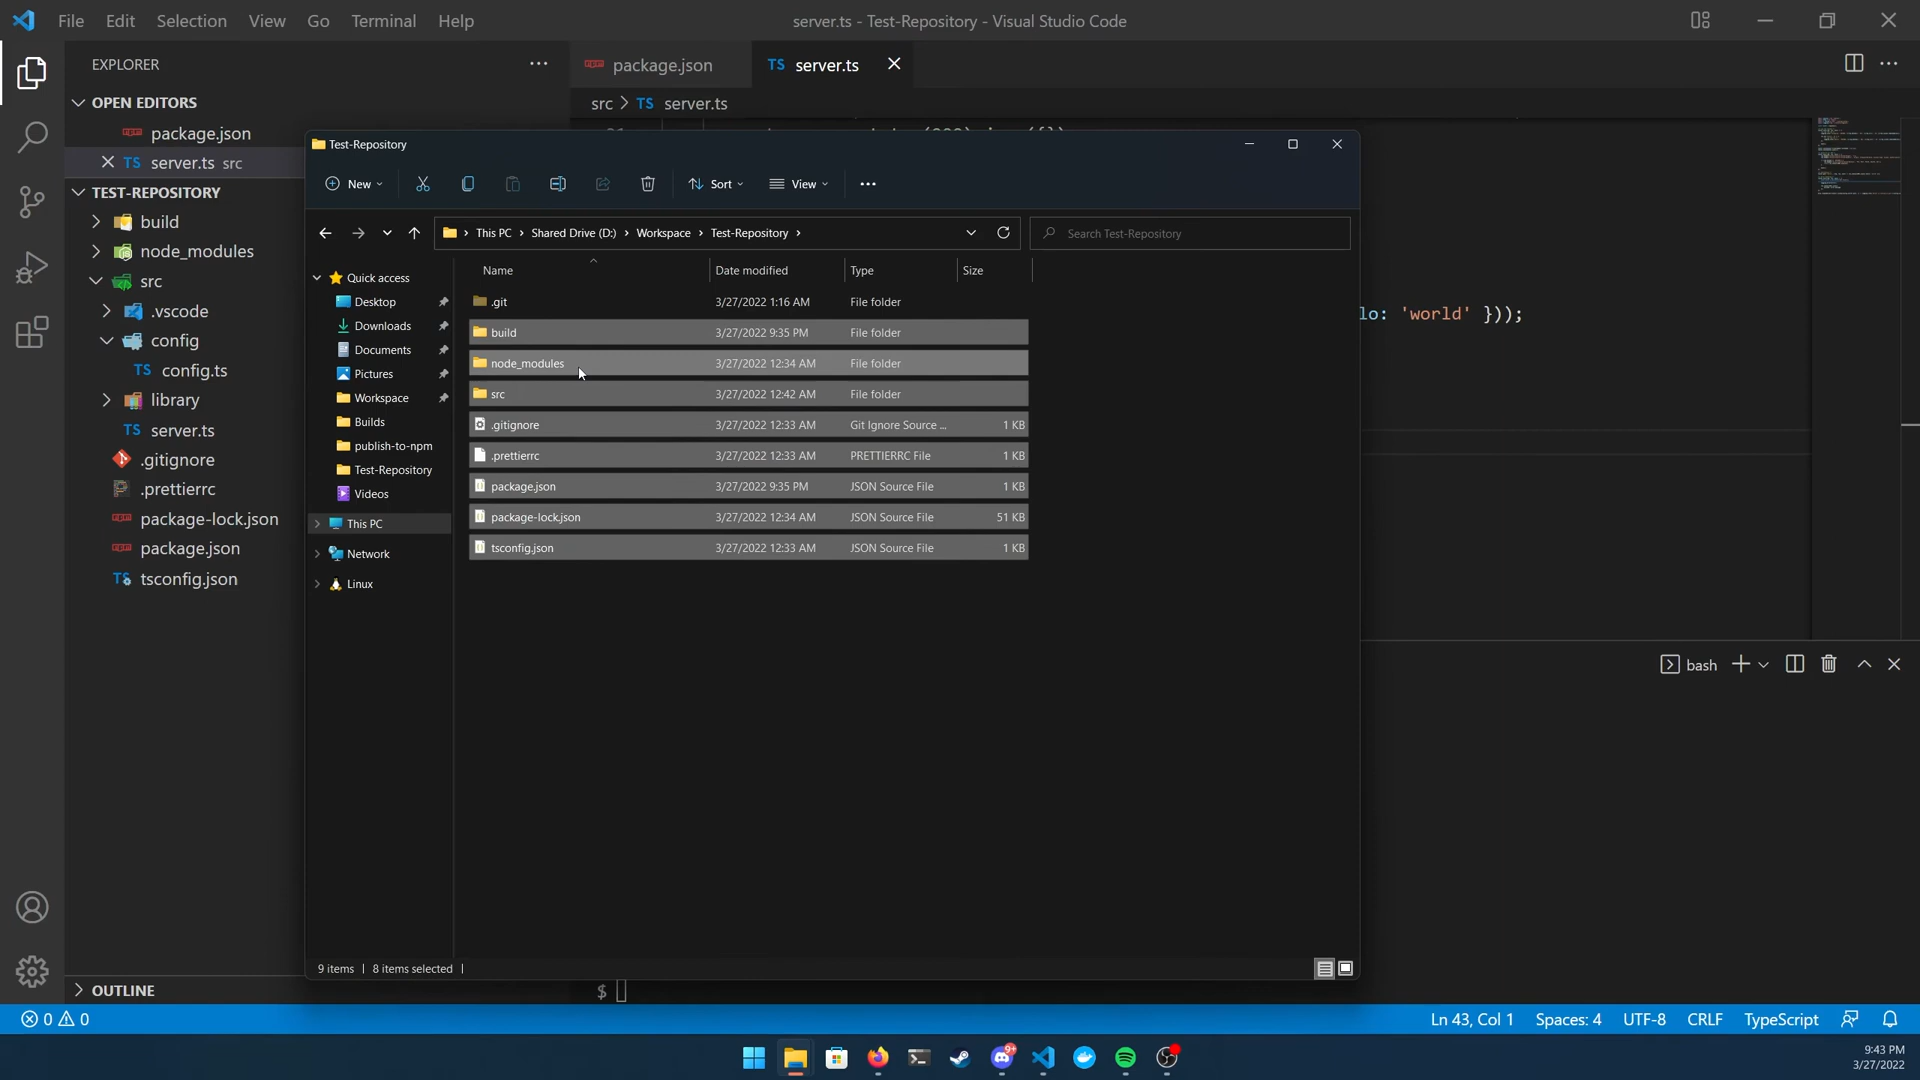 File Edit Selection View Go Terminal Help
server.ts - Test-Repository - Visual Studio Code
EXPLORER
package.json
TS server.ts
OPEN EDITORS
src > TS server.ts
package.json
TS server.ts src
TEST-REPOSITORY
build
node_modules
src
.vscode
config
TS config.ts
library
TS server.ts
.gitignore
.prettierrc
package-lock.json
package.json
TS tsconfig.json
OUTLINE
Test-Repository
New
Sort
View
This PC > Shared Drive (D:) > Workspace > Test-Repository >
Search Test-Repository
Quick access
Desktop
Downloads
Documents
Pictures
Workspace
Builds
publish-to-npm
Test-Repository
Videos
This PC
Network
Linux
Name Date modified Type Size
.git 3/27/2022 1:16 AM File folder
build 3/27/2022 9:35 PM File folder
node_modules 3/27/2022 12:34 AM File folder
src 3/27/2022 12:42 AM File folder
.gitignore 3/27/2022 12:33 AM Git Ignore Source ... 1 KB
.prettierrc 3/27/2022 12:33 AM PRETTIERRC File 1 KB
package.json 3/27/2022 9:35 PM JSON Source File 1 KB
package-lock.json 3/27/2022 12:34 AM JSON Source File 51 KB
tsconfig.json 3/27/2022 12:33 AM JSON Source File 1 KB
9 items 8 items selected
lo: 'world' }));
bash
$
0 0
Ln 43, Col 1 Spaces: 4 UTF-8 CRLF TypeScript
9+
9:43 PM
3/27/2022